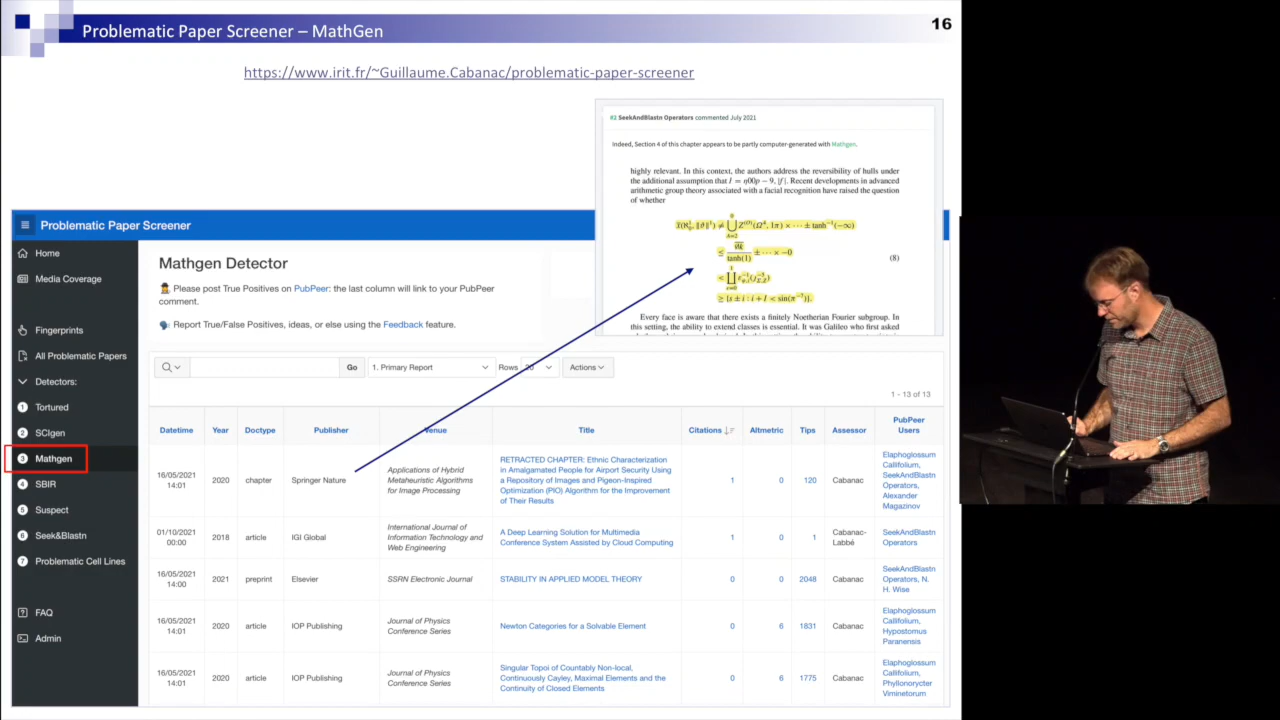 Problematic Paper Screener – MathGen
16
https://www.irit.fr/~Guillaume.Cabanac/problematic-paper-screener
#2 SeekAndBlastn Operators commented July 2021
Indeed, Section 4 of this chapter appears to be partly computer-generated with Mathgen.
highly relevant. In this context, the authors address the reversibility of hulls under
the additional assumption that I = η00p − 9, |f|. Recent developments in advanced
arithmetic group theory associated with a facial recognition have raised the question
of whether
(8)
Every face is aware that there exists a finitely Noetherian Fourier subgroup. In
this setting, the ability to extend classes is essential. It was Galileo who first asked
Problematic Paper Screener
Home
Media Coverage
Fingerprints
All Problematic Papers
Detectors:
1 Tortured
2 SCIgen
3 Mathgen
4 SBIR
5 Suspect
6 Seek&Blastn
7 Problematic Cell Lines
FAQ
Admin
Mathgen Detector
Please post True Positives on PubPeer: the last column will link to your PubPeer
comment.
Report True/False Positives, ideas, or else using the Feedback feature.
Go
1. Primary Report
Rows
20
Actions
1 - 13 of 13
Datetime Year Doctype Publisher Venue Title Citations Altmetric Tips Assessor PubPeer
Users
16/05/2021
14:01
2020
chapter
Springer Nature
Applications of Hybrid
Metaheuristic Algorithms
for Image Processing
RETRACTED CHAPTER: Ethnic Characterization
in Amalgamated People for Airport Security Using
a Repository of Images and Pigeon-Inspired
Optimization (PIO) Algorithm for the Improvement
of Their Results
1
0
120
Cabanac
Elaphoglossum
Callifolium,
SeekAndBlastn
Operators,
Alexander
Magazinov
01/10/2021
00:00
2018
article
IGI Global
International Journal of
Information Technology and
Web Engineering
A Deep Learning Solution for Multimedia
Conference System Assisted by Cloud Computing
1
0
1
Cabanac-
Labbé
SeekAndBlastn
Operators
16/05/2021
14:00
2021
preprint
Elsevier
SSRN Electronic Journal
STABILITY IN APPLIED MODEL THEORY
0
0
2048
Cabanac
SeekAndBlastn
Operators, N.
H. Wise
16/05/2021
14:01
2020
article
IOP Publishing
Journal of Physics
Conference Series
Newton Categories for a Solvable Element
0
6
1831
Cabanac
Elaphoglossum
Callifolium,
Hypostomus
Paranensis
16/05/2021
14:01
2020
article
IOP Publishing
Journal of Physics
Conference Series
Singular Topoi of Countably Non-local,
Continuously Cayley, Maximal Elements and the
Continuity of Closed Elements
0
6
1775
Cabanac
Elaphoglossum
Callifolium,
Phyllonorycter
Viminetorum